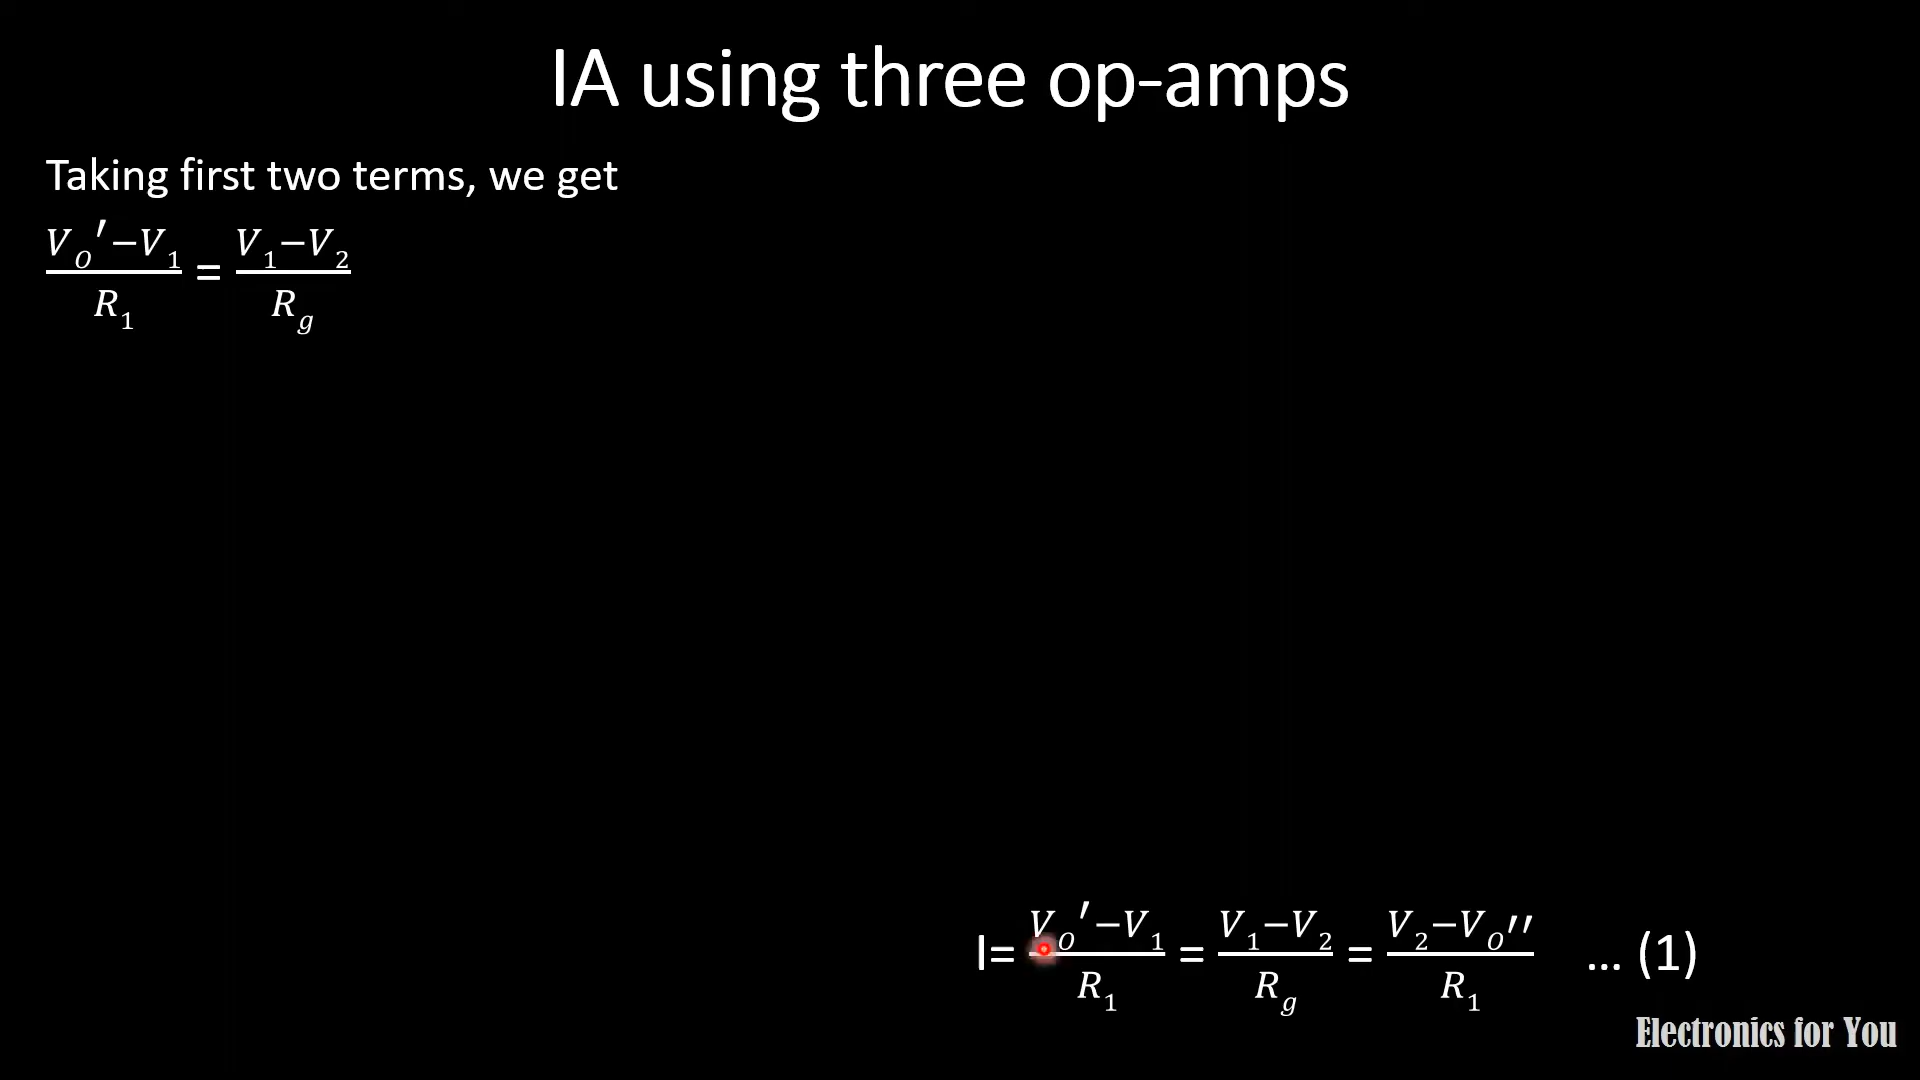 IA using three op-amps
Taking first two terms, we get
V_O′−V_1 / R_1 = V_1−V_2 / R_g
I= V_O′−V_1 / R_1 = V_1−V_2 / R_g = V_2−V_O′′ / R_1 ... (1)
Electronics for You